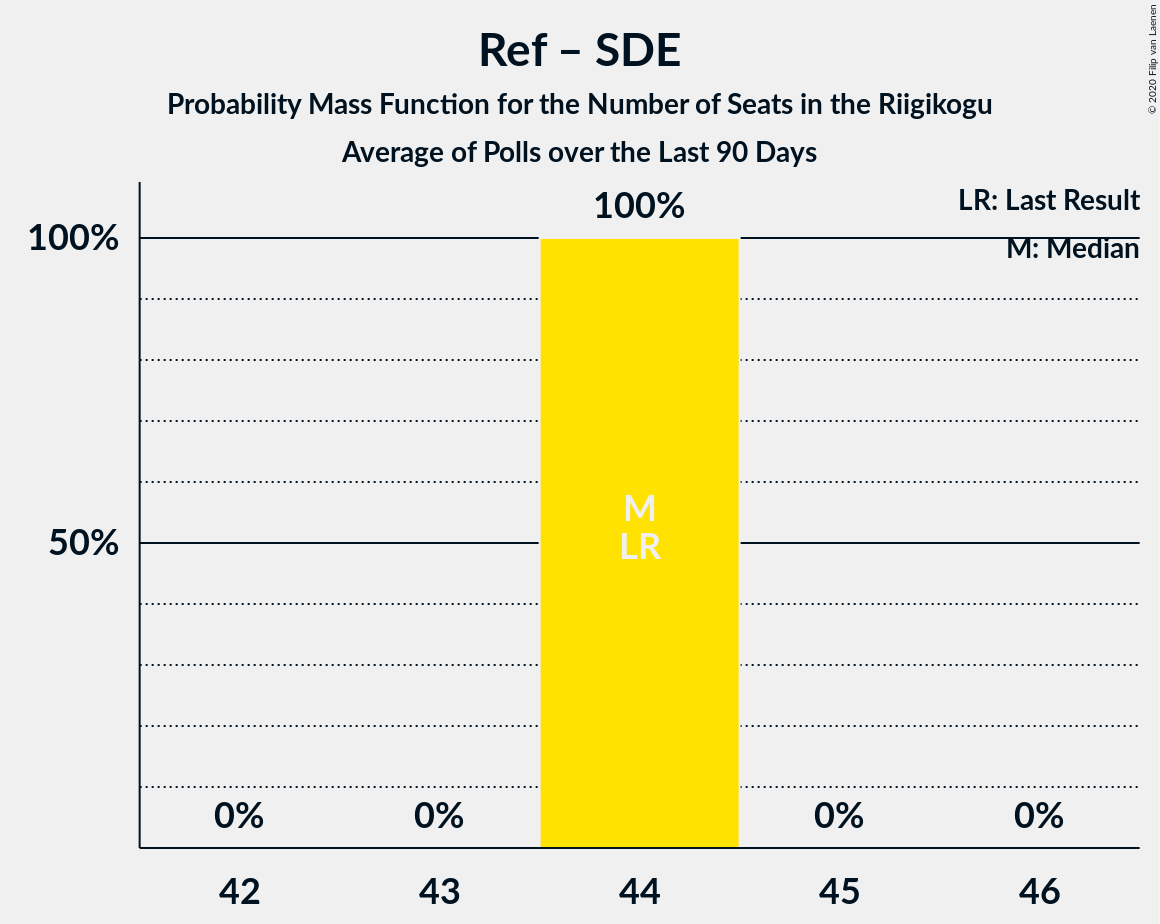 Ref – SDE
Probability Mass Function for the Number of Seats in the Riigikogu
Average of Polls over the Last 90 Days
© 2020 Filip van Laenen
LR: Last Result
M: Median
100%
100%
50%
M
LR
0%
0%
0%
0%
42
43
44
45
46